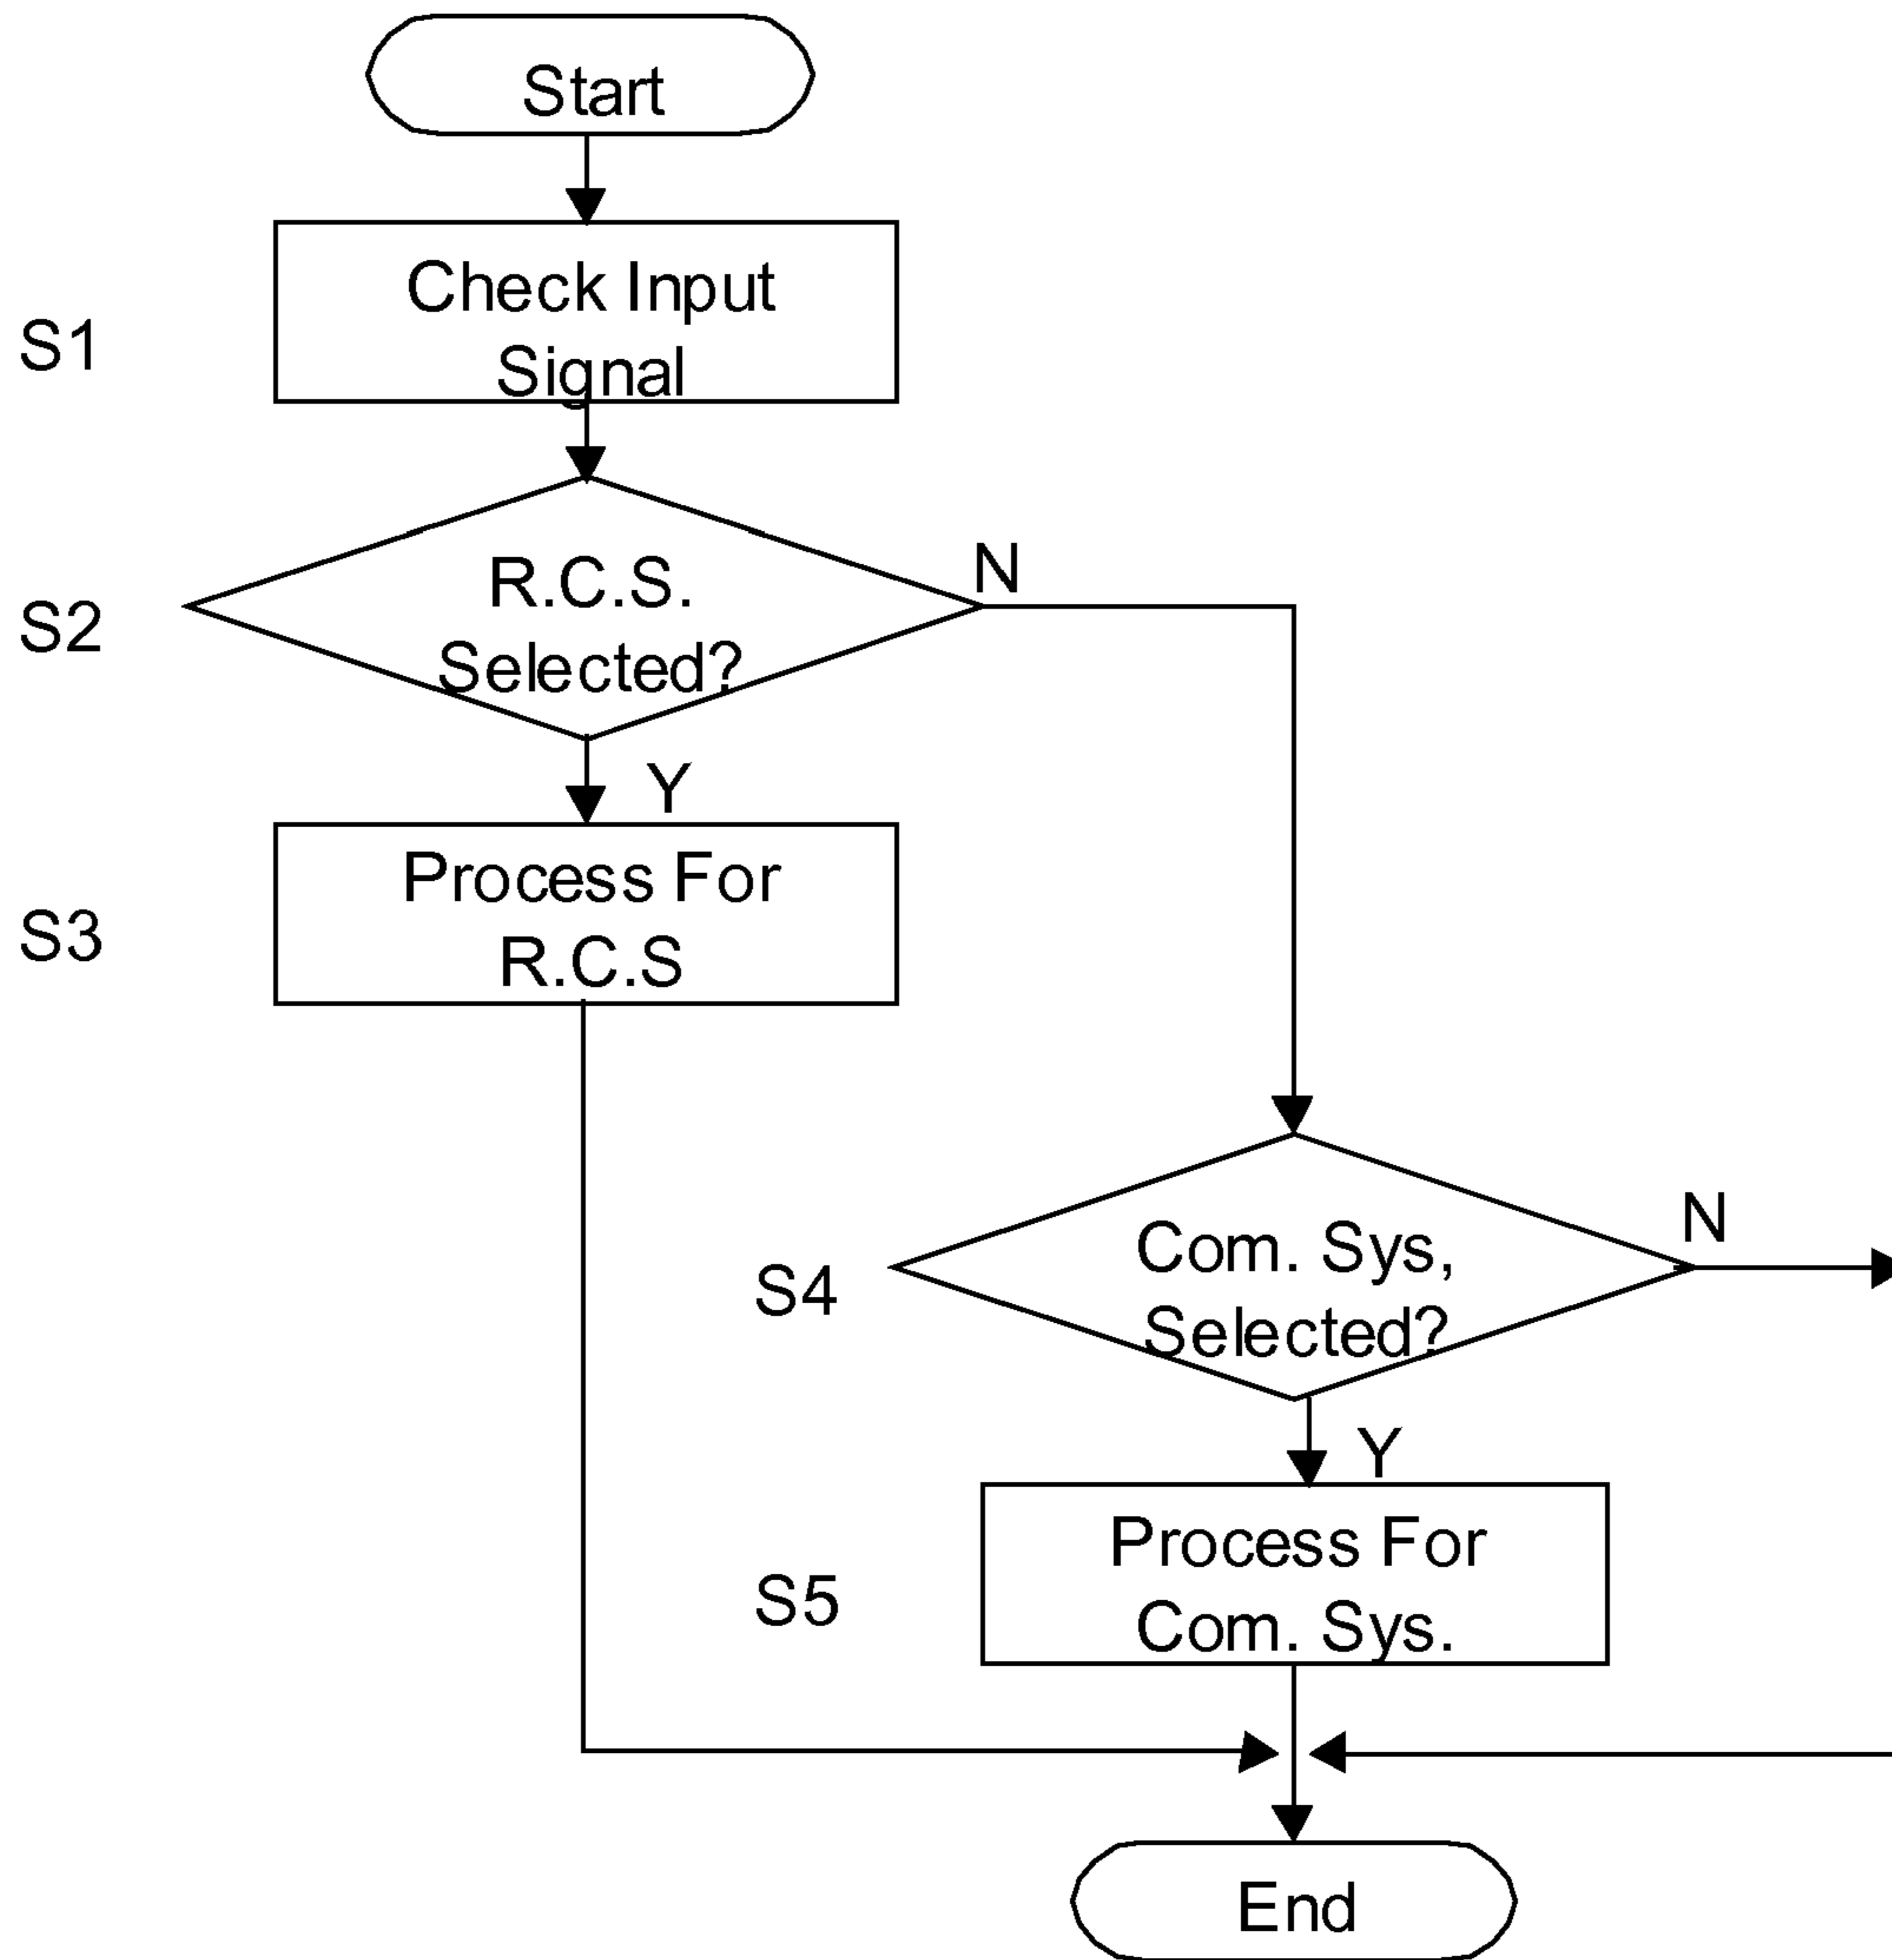 Start
Check Input
Signal
S1
R.C.S.
Selected?
N
S2
Y
Process For
R.C.S
S3
Com. Sys,
Selected?
N
S4
Y
Process For
Com. Sys.
S5
End